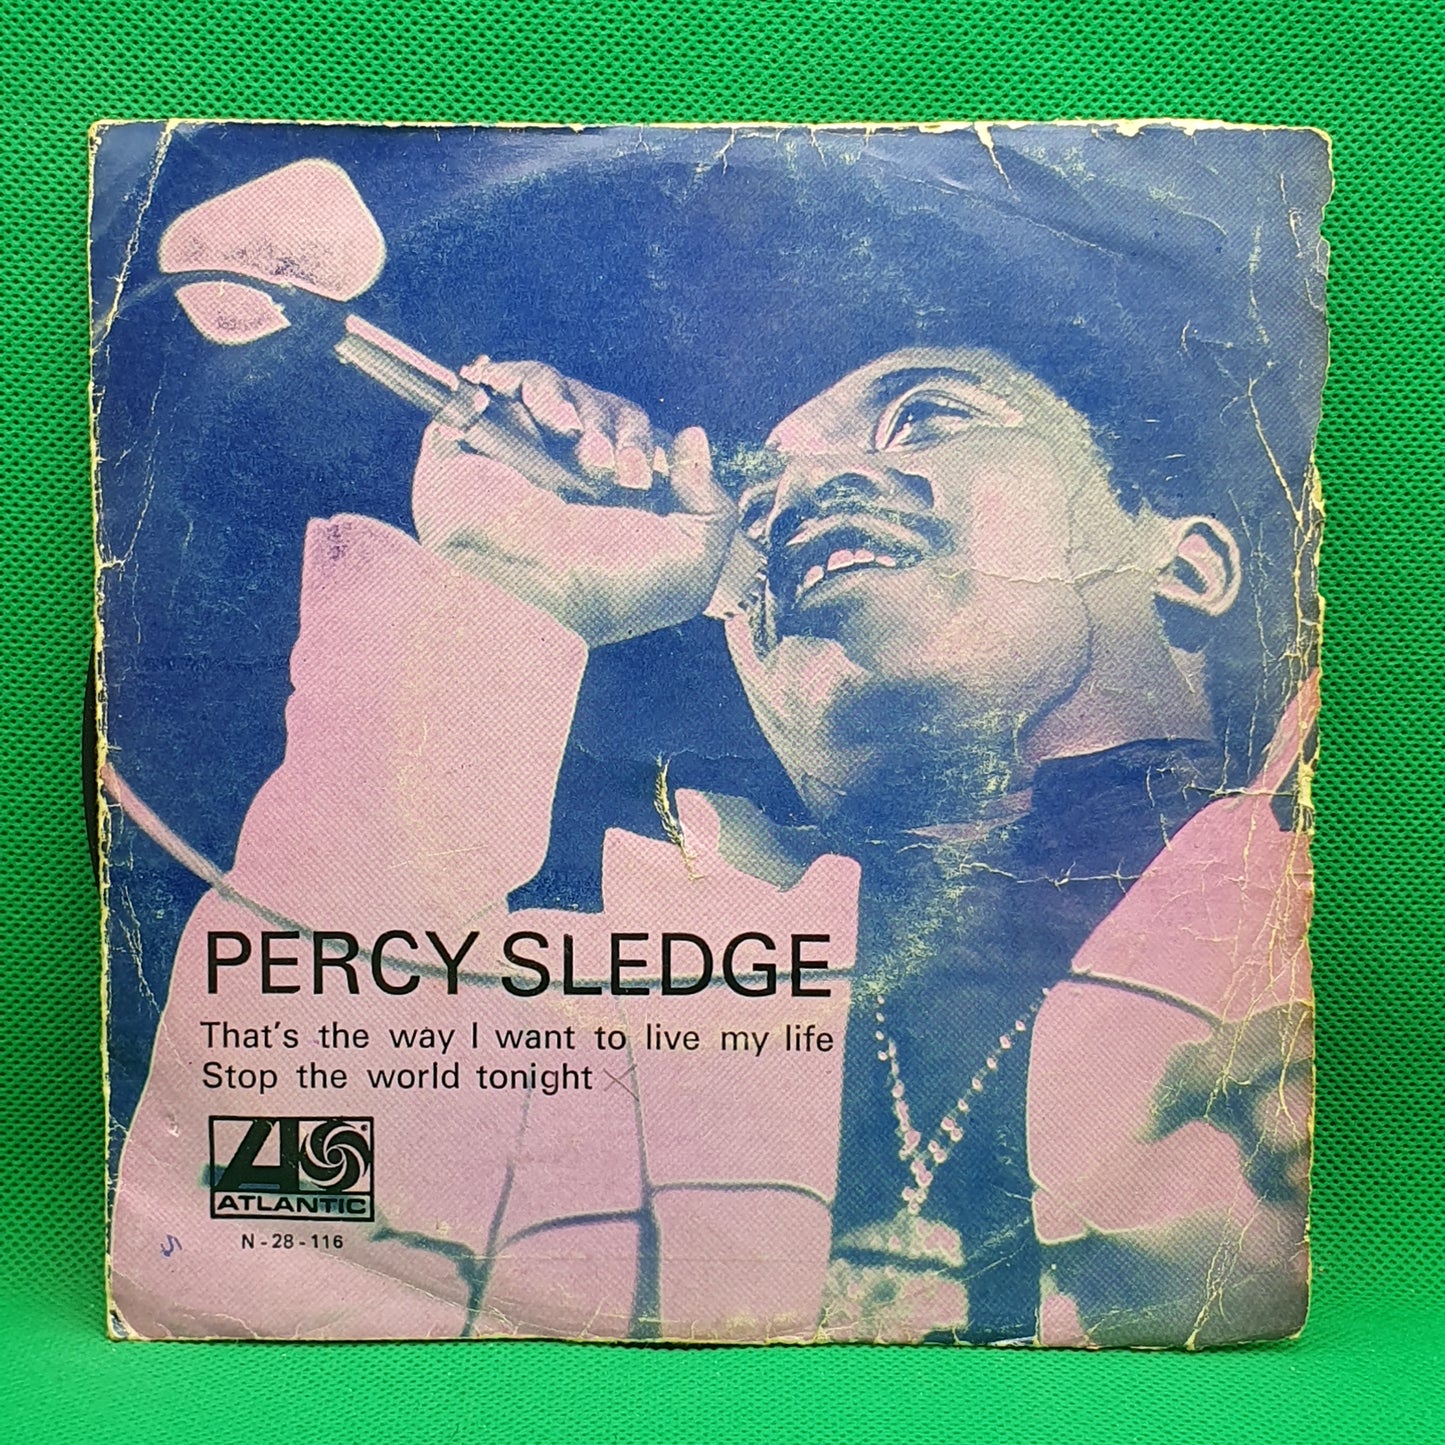 PERCY SLEDGE
That's the way I want to live my life
Stop the world tonight
ATLANTIC
N-28-116